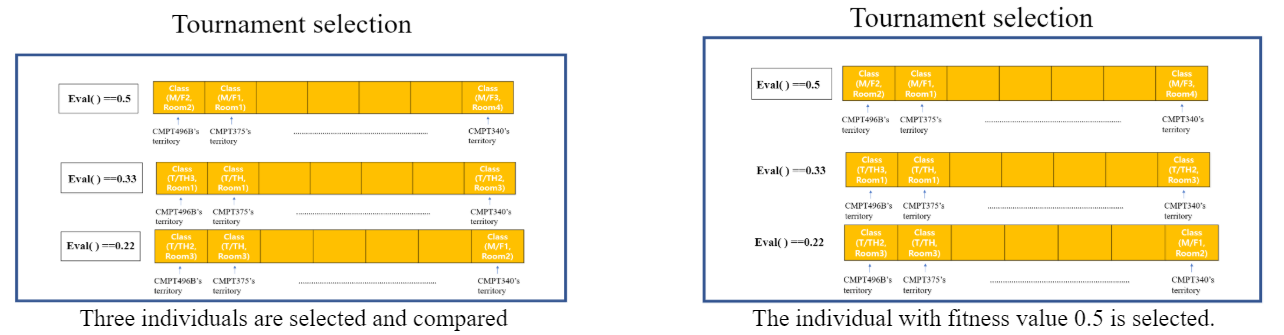 Tournament selection
Eval( ) ==0.5
Class
(M/F2,
Room2)
Class
(M/F1,
Room1)
Class
(M/F3,
Room4)
CMPT496B's
territory
CMPT375's
territory
................................................
CMPT340's
territory
Eval( ) ==0.33
Class
(T/TH3,
Room1)
Class
(T/TH,
Room1)
Class
(T/TH2,
Room3)
CMPT496B's
territory
CMPT375's
territory
................................................
CMPT340's
territory
Eval( ) ==0.22
Class
(T/TH2,
Room3)
Class
(T/TH,
Room3)
Class
(M/F1,
Room2)
CMPT496B's
territory
CMPT375's
territory
................................................
CMPT340's
territory
Three individuals are selected and compared
Tournament selection
Eval( ) ==0.5
Class
(M/F2,
Room2)
Class
(M/F1,
Room1)
Class
(M/F3,
Room4)
CMPT496B's
territory
CMPT375's
territory
................................................
CMPT340's
territory
Eval( ) ==0.33
Class
(T/TH3,
Room1)
Class
(T/TH,
Room1)
Class
(T/TH2,
Room3)
CMPT496B's
territory
CMPT375's
territory
................................................
CMPT340's
territory
Eval( ) ==0.22
Class
(T/TH2,
Room3)
Class
(T/TH,
Room3)
Class
(M/F1,
Room2)
CMPT496B's
territory
CMPT375's
territory
................................................
CMPT340's
territory
The individual with fitness value 0.5 is selected.